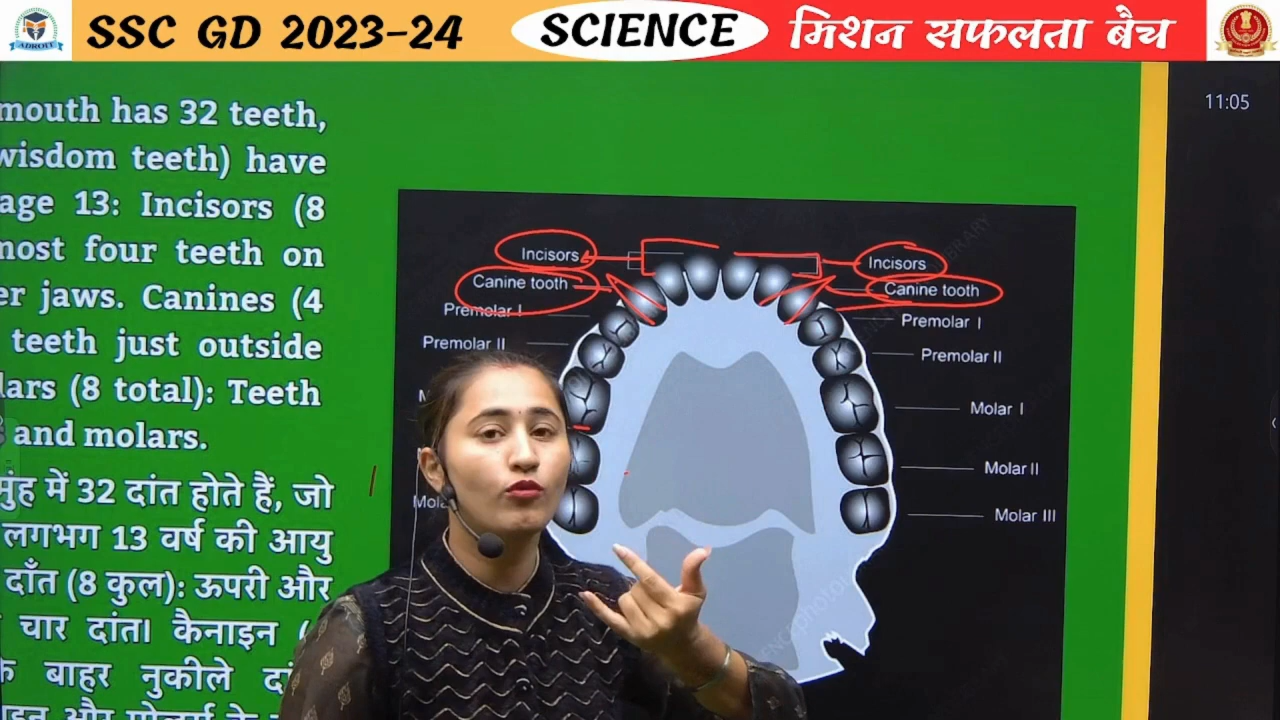 ADROIT
SSC GD 2023-24
SCIENCE
मिशन सफलता बैच
11:05
mouth has 32 teeth,
wisdom teeth) have
age 13: Incisors (8
most four teeth on
er jaws. Canines (4
teeth just outside
lars (8 total): Teeth
and molars.
मुंह में 32 दांत होते हैं, जो
लगभग 13 वर्ष की आयु
दाँत (8 कुल): ऊपरी और
चार दांत। कैनाइन (
के बाहर नुकीले
Incisors
Canine tooth
Premolar I
Premolar II
M
Mola
Incisors
Canine tooth
Premolar I
Premolar II
Molar I
Molar II
Molar III